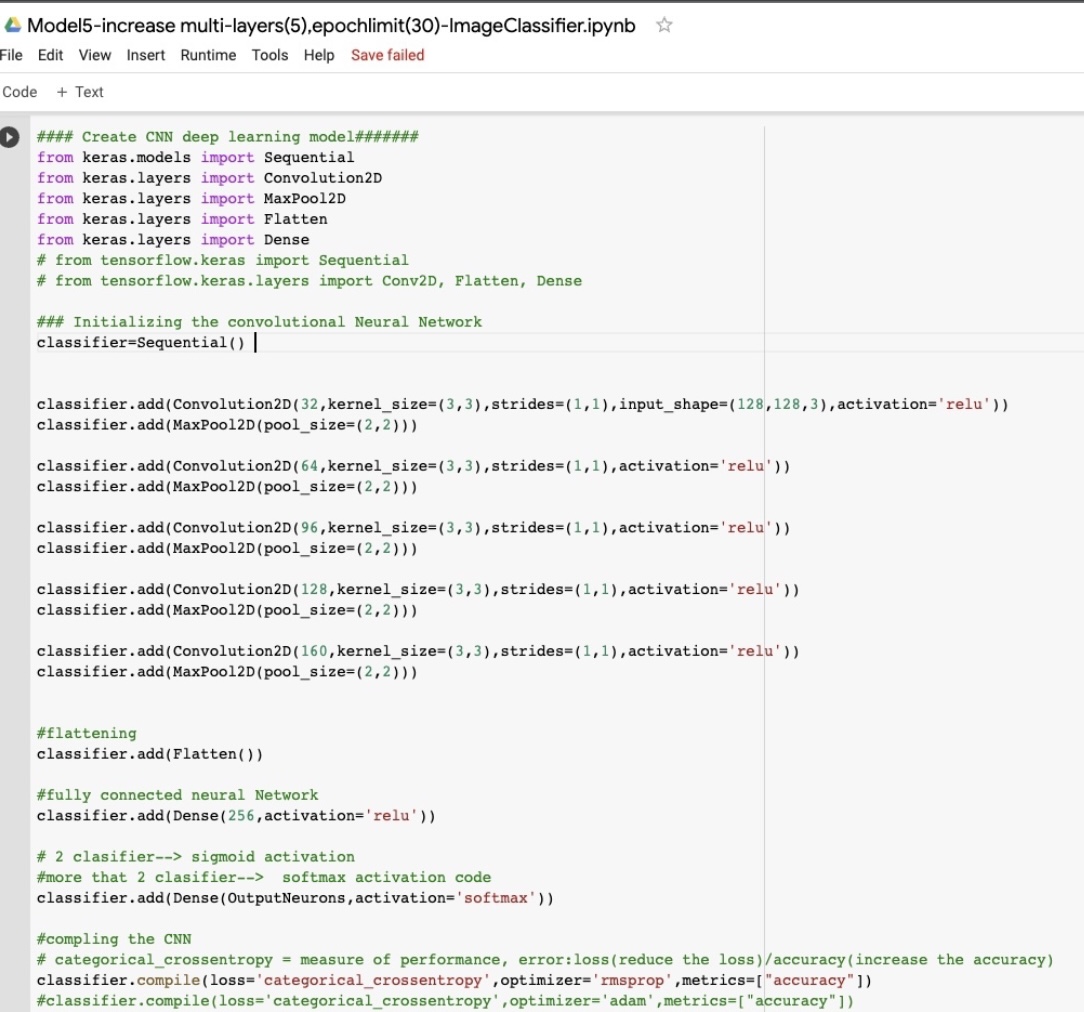 Model5-increase multi-layers(5),epochlimit(30)-ImageClassifier.ipynb
File Edit View Insert Runtime Tools Help Save failed
Code + Text
#### Create CNN deep learning model#######
from keras.models import Sequential
from keras.layers import Convolution2D
from keras.layers import MaxPool2D
from keras.layers import Flatten
from keras.layers import Dense
# from tensorflow.keras import Sequential
# from tensorflow.keras.layers import Conv2D, Flatten, Dense
### Initializing the convolutional Neural Network
classifier=Sequential()
classifier.add(Convolution2D(32,kernel_size=(3,3),strides=(1,1),input_shape=(128,128,3),activation='relu'))
classifier.add(MaxPool2D(pool_size=(2,2)))
classifier.add(Convolution2D(64,kernel_size=(3,3),strides=(1,1),activation='relu'))
classifier.add(MaxPool2D(pool_size=(2,2)))
classifier.add(Convolution2D(96,kernel_size=(3,3),strides=(1,1),activation='relu'))
classifier.add(MaxPool2D(pool_size=(2,2)))
classifier.add(Convolution2D(128,kernel_size=(3,3),strides=(1,1),activation='relu'))
classifier.add(MaxPool2D(pool_size=(2,2)))
classifier.add(Convolution2D(160,kernel_size=(3,3),strides=(1,1),activation='relu'))
classifier.add(MaxPool2D(pool_size=(2,2)))
#flattening
classifier.add(Flatten())
#fully connected neural Network
classifier.add(Dense(256,activation='relu'))
# 2 clasifier--> sigmoid activation
#more that 2 clasifier-->  softmax activation code
classifier.add(Dense(OutputNeurons,activation='softmax'))
#compling the CNN
# categorical_crossentropy = measure of performance, error:loss(reduce the loss)/accuracy(increase the accuracy)
classifier.compile(loss='categorical_crossentropy',optimizer='rmsprop',metrics=["accuracy"])
#classifier.compile(loss='categorical_crossentropy',optimizer='adam',metrics=["accuracy"])